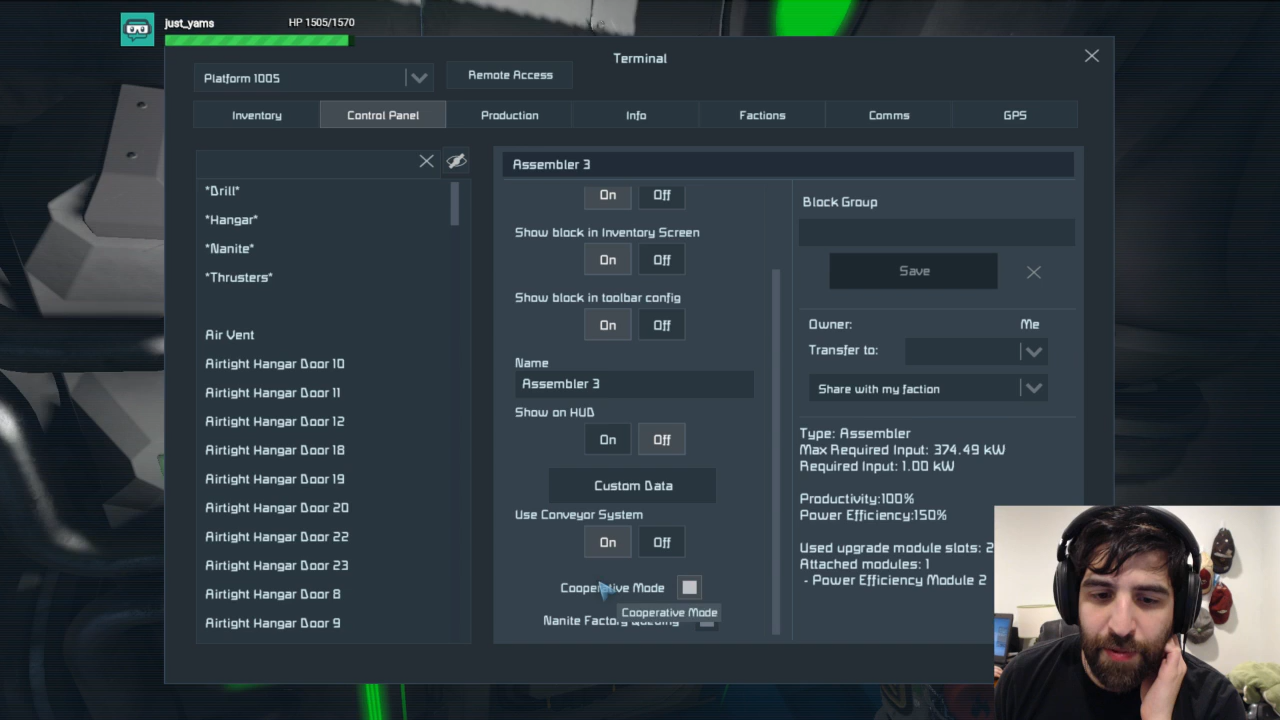 just_yams
HP 1505/1570
Terminal
Platform 1005
Remote Access
Inventory
Control Panel
Production
Info
Factions
Comms
GPS
*Drill*
*Hangar*
*Nanite*
*Thrusters*
Air Vent
Airtight Hangar Door 10
Airtight Hangar Door 11
Airtight Hangar Door 12
Airtight Hangar Door 18
Airtight Hangar Door 19
Airtight Hangar Door 20
Airtight Hangar Door 22
Airtight Hangar Door 23
Airtight Hangar Door 8
Airtight Hangar Door 9
Assembler 3
On Off
Show block in Inventory Screen
On Off
Show block in toolbar config
On Off
Name
Assembler 3
Show on HUD
On Off
Custom Data
Use Conveyor System
On Off
Cooperative Mode
Cooperative Mode
Nanite Factory Queuing
Block Group
Save
Owner: Me
Transfer to:
Share with my faction
Type: Assembler
Max Required Input: 374.49 kW
Required Input: 1.00 kW
Productivity:100%
Power Efficiency:150%
Used upgrade module slots: 2
Attached modules: 1
- Power Efficiency Module 2